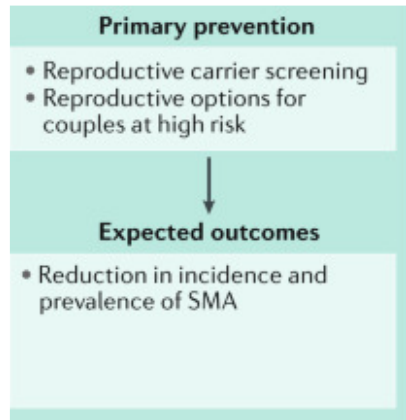 Primary prevention
• Reproductive carrier screening
• Reproductive options for
couples at high risk
Expected outcomes
• Reduction in incidence and
prevalence of SMA